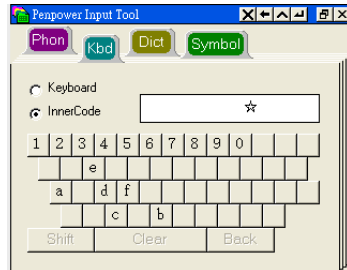 Penpower Input Tool
Phon Kbd Dict Symbol
Keyboard
InnerCode
☆
1 2 3 4 5 6 7 8 9 0
e
a d f
c b
Shift Clear Back